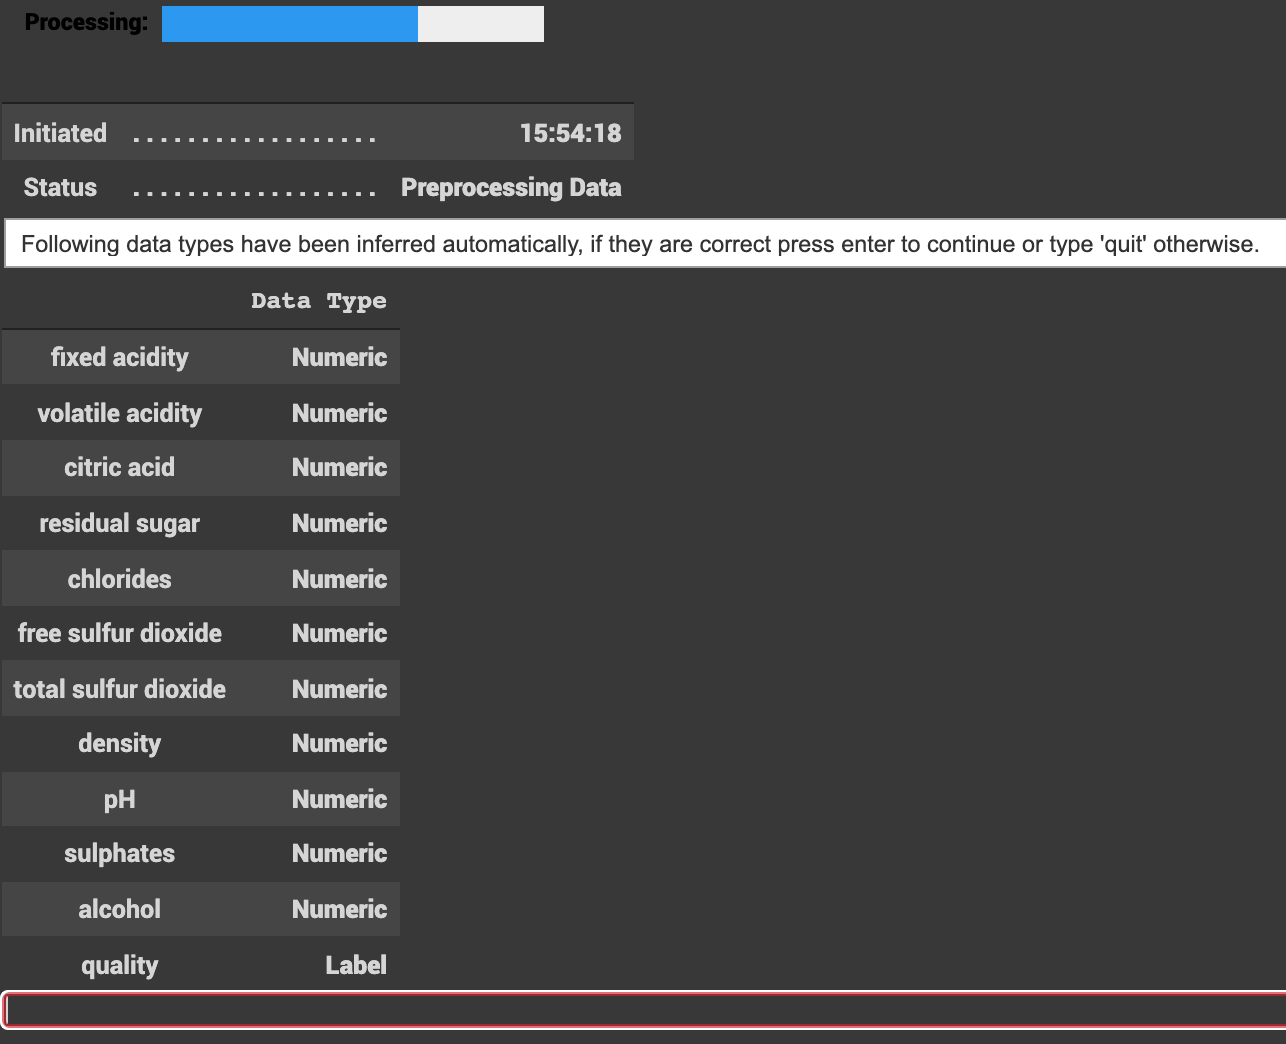 Processing:
Initiated . . . . . . . . . . . . . . . . . . 15:54:18
Status . . . . . . . . . . . . . . . . . . Preprocessing Data
Following data types have been inferred automatically, if they are correct press enter to continue or type 'quit' otherwise.
Data Type
fixed acidity Numeric
volatile acidity Numeric
citric acid Numeric
residual sugar Numeric
chlorides Numeric
free sulfur dioxide Numeric
total sulfur dioxide Numeric
density Numeric
pH Numeric
sulphates Numeric
alcohol Numeric
quality Label